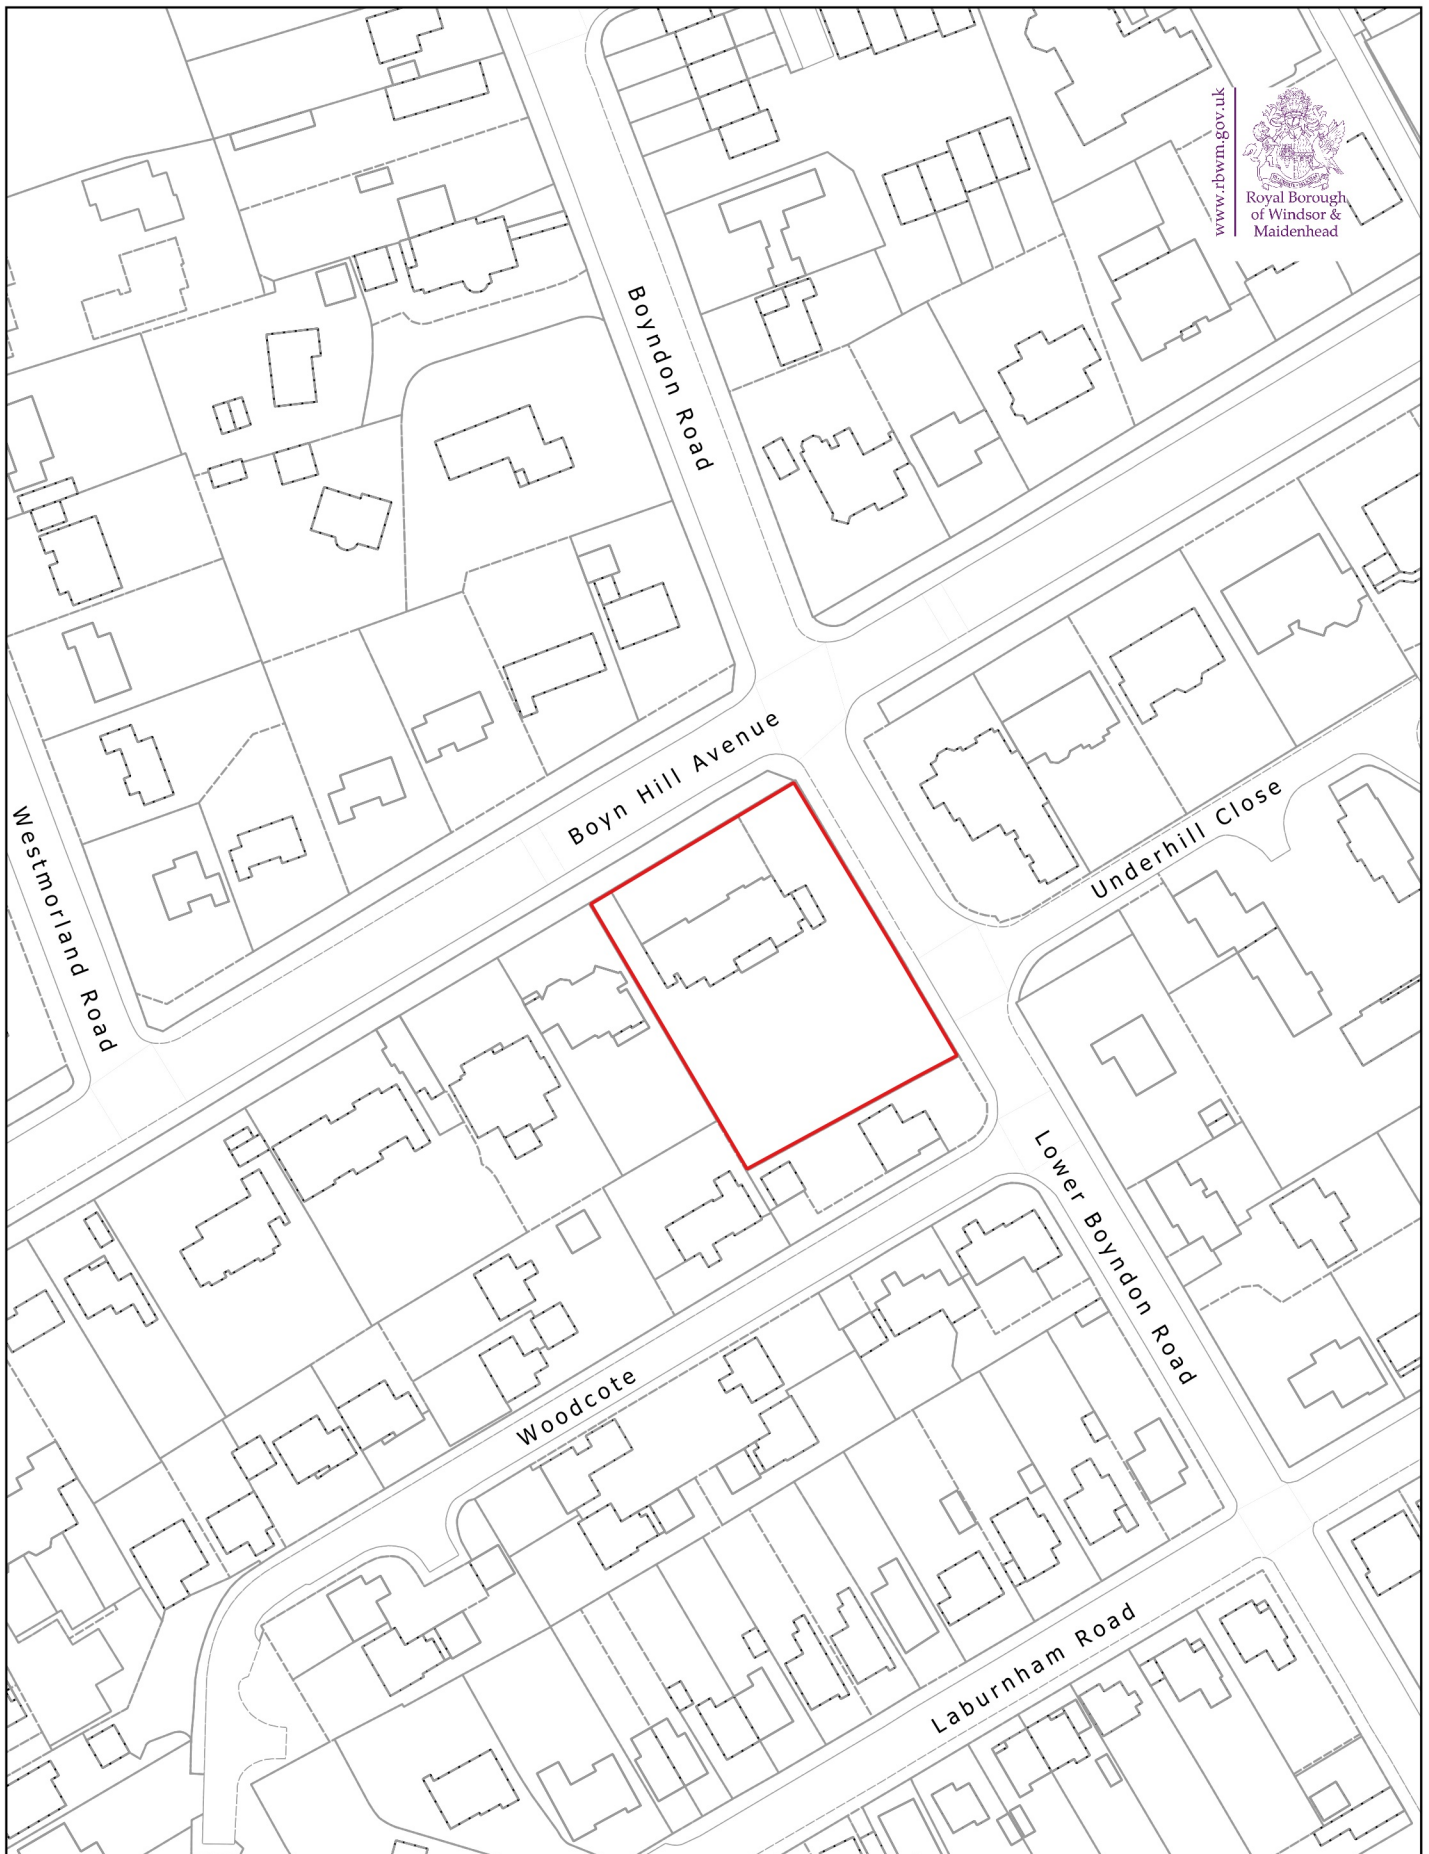 www.rbwm.gov.uk
Royal Borough
of Windsor &
Maidenhead
Boyndon Road
Boyn Hill Avenue
Underhill Close
Westmorland Road
Lower Boyndon Road
Woodcote
Laburnham Road